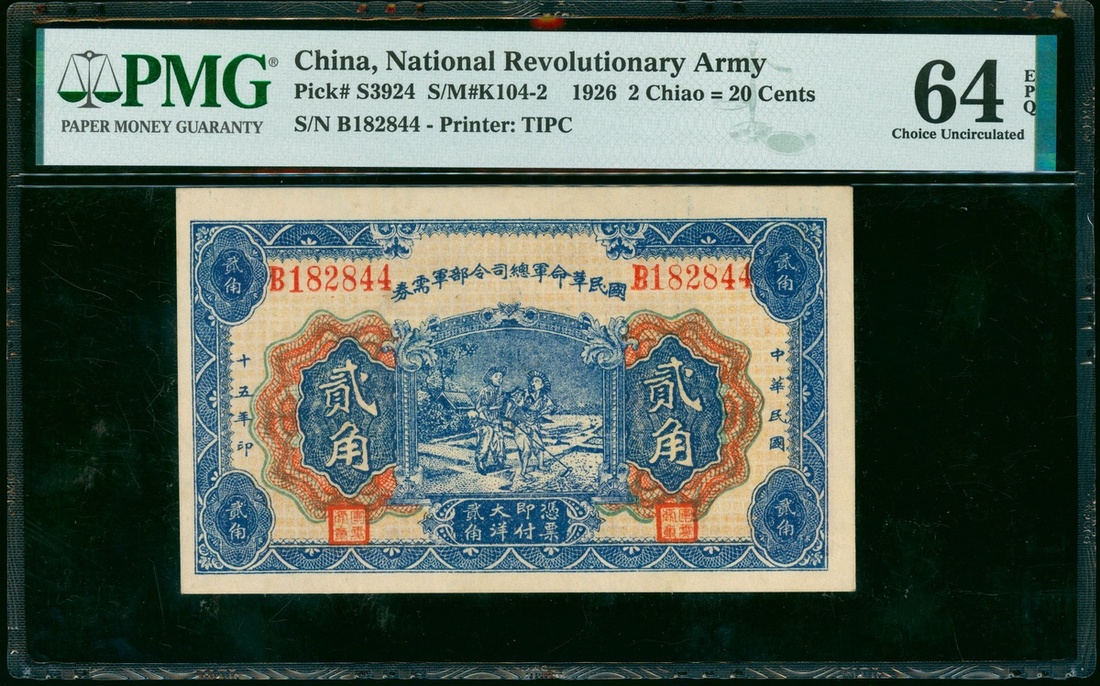 PMG®
PAPER MONEY GUARANTY
China, National Revolutionary Army
Pick# S3924 S/M#K104-2 1926 2 Chiao = 20 Cents
S/N B182844 - Printer: TIPC
64
EPQ
Choice Uncirculated
國民革命軍總司令部軍需券
B182844
B182844
貳角
貳角
中華民國
十五年印
貳角
貳角
憑票即付大洋貳角
貳角
貳角